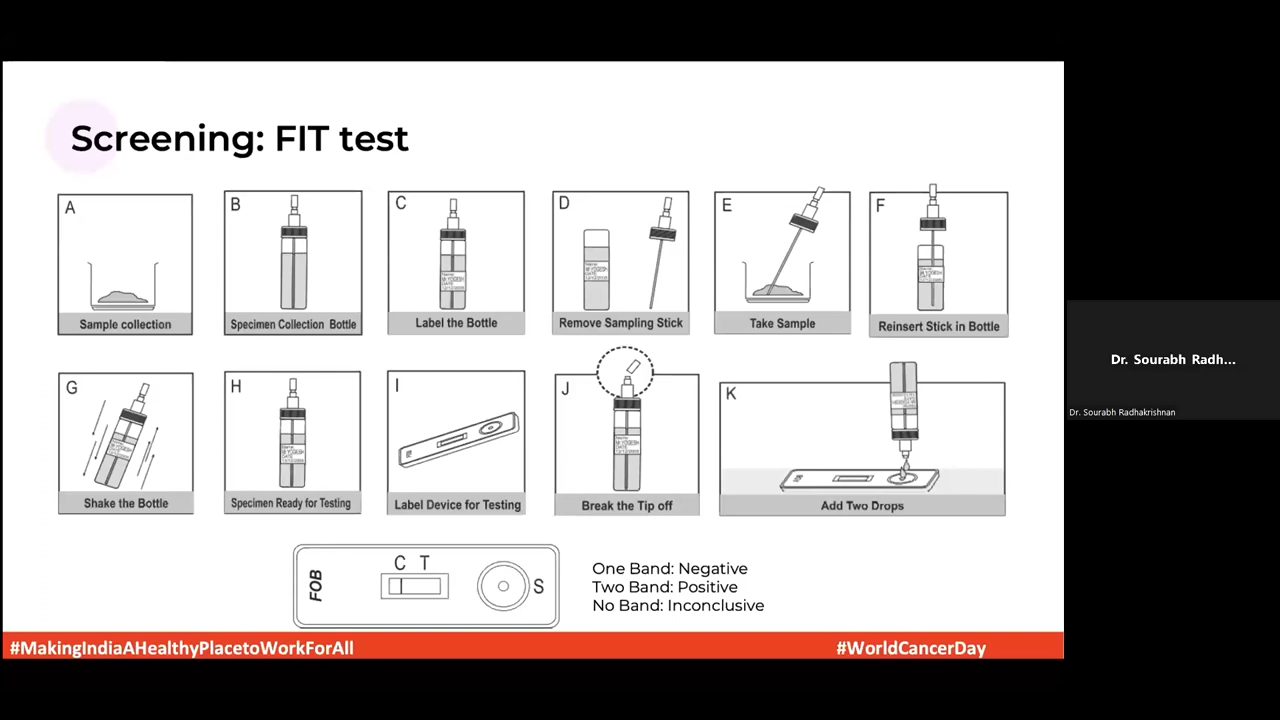 Screening: FIT test
A
Sample collection
B
Specimen Collection Bottle
C
Label the Bottle
D
Remove Sampling Stick
E
Take Sample
F
Reinsert Stick in Bottle
G
Shake the Bottle
H
Specimen Ready for Testing
I
Label Device for Testing
J
Break the Tip off
K
Add Two Drops
FOB
C T
S
One Band: Negative
Two Band: Positive
No Band: Inconclusive
#MakingIndiaAHealthyPlacetoWorkForAll
#WorldCancerDay
Dr. Sourabh Radh...
Dr. Sourabh Radhakrishnan